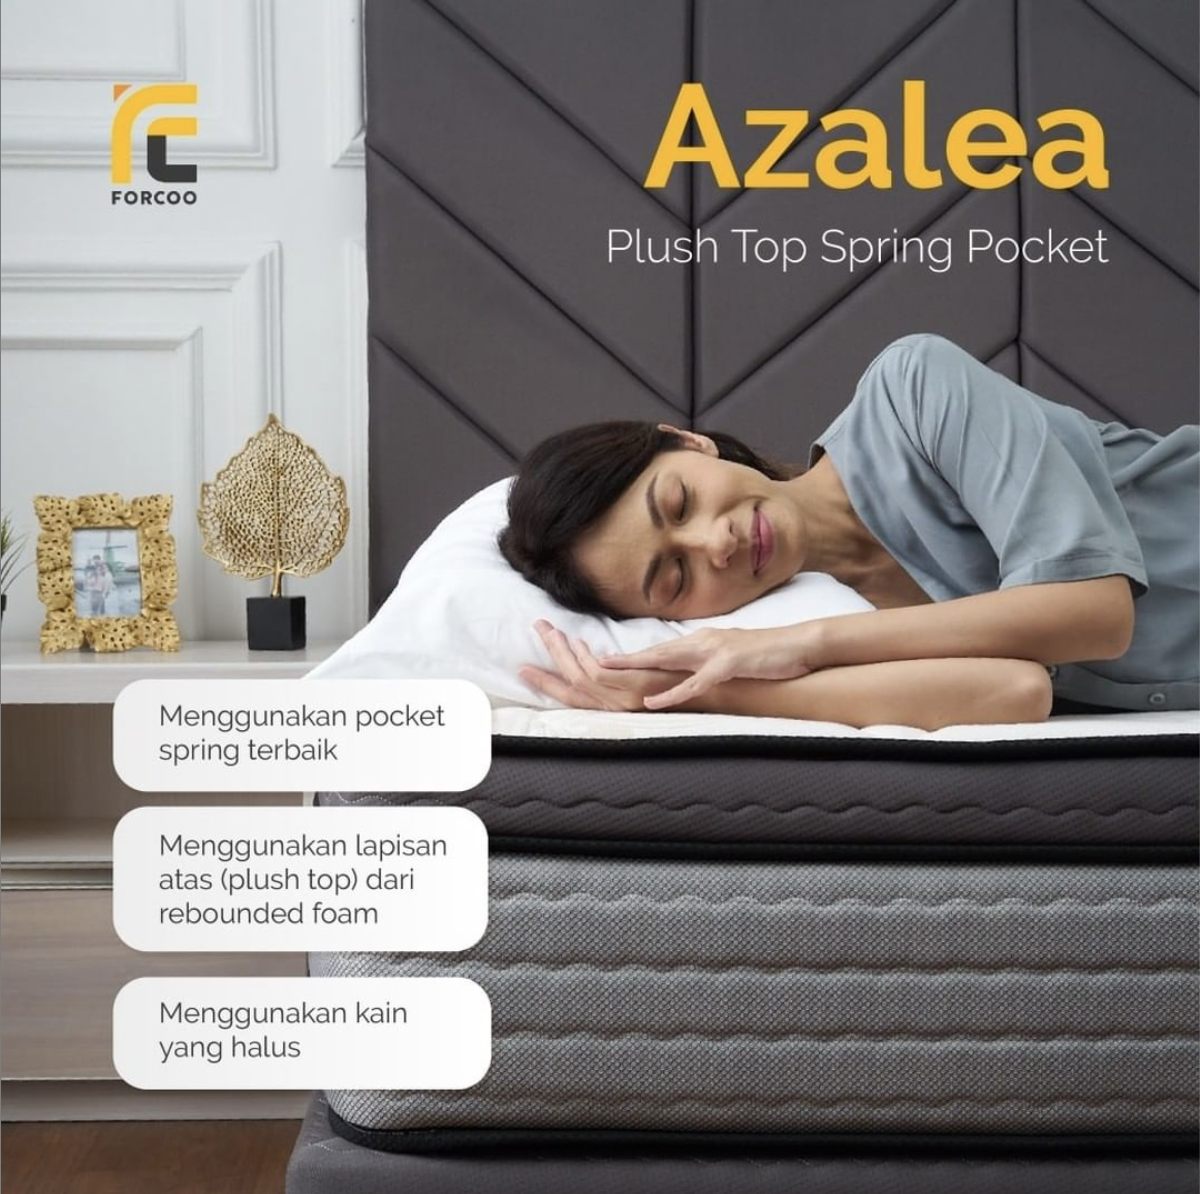 FORCOO
Azalea
Plush Top Spring Pocket
Menggunakan pocket
spring terbaik
Menggunakan lapisan
atas (plush top) dari
rebounded foam
Menggunakan kain
yang halus